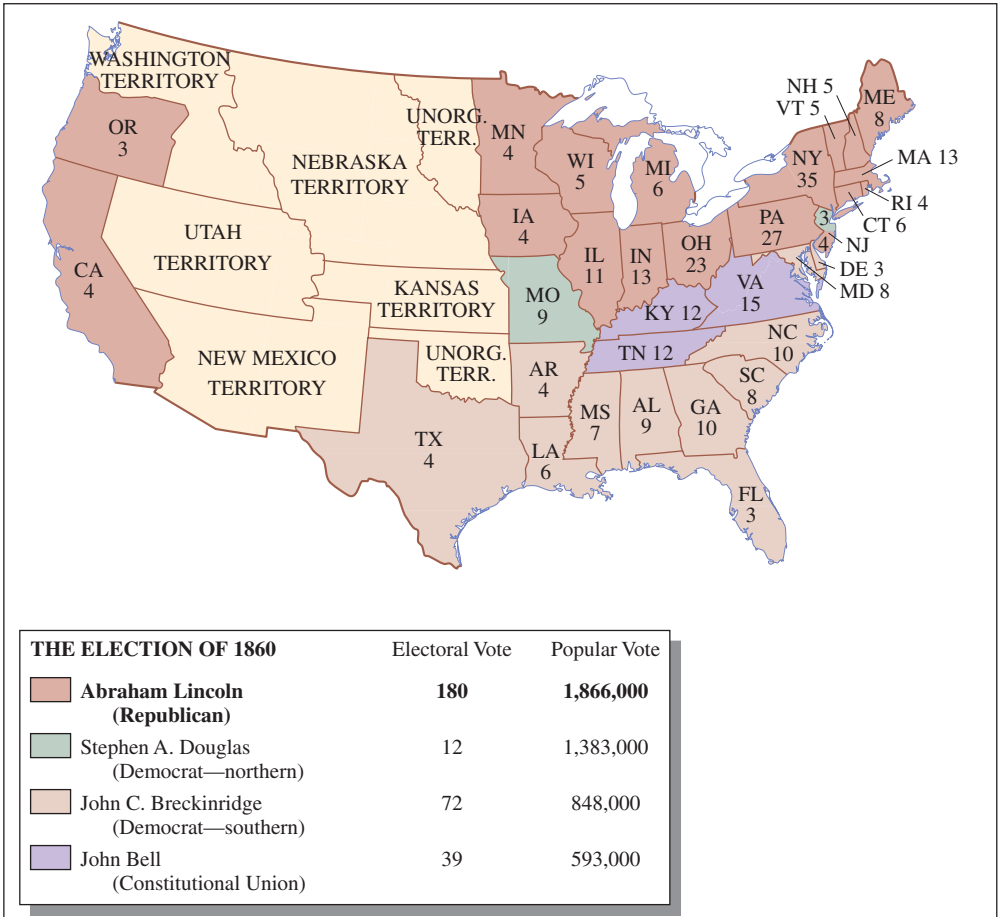 WASHINGTON
TERRITORY
OR
3
CA
4
UTAH
TERRITORY
NEBRASKA
TERRITORY
UNORG.
TERR.
NEW MEXICO
TERRITORY
KANSAS
TERRITORY
UNORG.
TERR.
TX
4
MN
4
IA
4
MO
9
AR
4
LA
6
WI
5
IL
11
MI
6
IN
13
OH
23
KY 12
TN 12
MS
7
AL
9
GA
10
FL
3
SC
8
NC
10
VA
15
PA
27
NY
35
VT 5
NH 5
ME
8
MA 13
RI 4
CT 6
3
4
NJ
DE 3
MD 8
THE ELECTION OF 1860 Electoral Vote Popular Vote
Abraham Lincoln 180 1,866,000
(Republican)
Stephen A. Douglas 12 1,383,000
(Democrat—northern)
John C. Breckinridge 72 848,000
(Democrat—southern)
John Bell 39 593,000
(Constitutional Union)